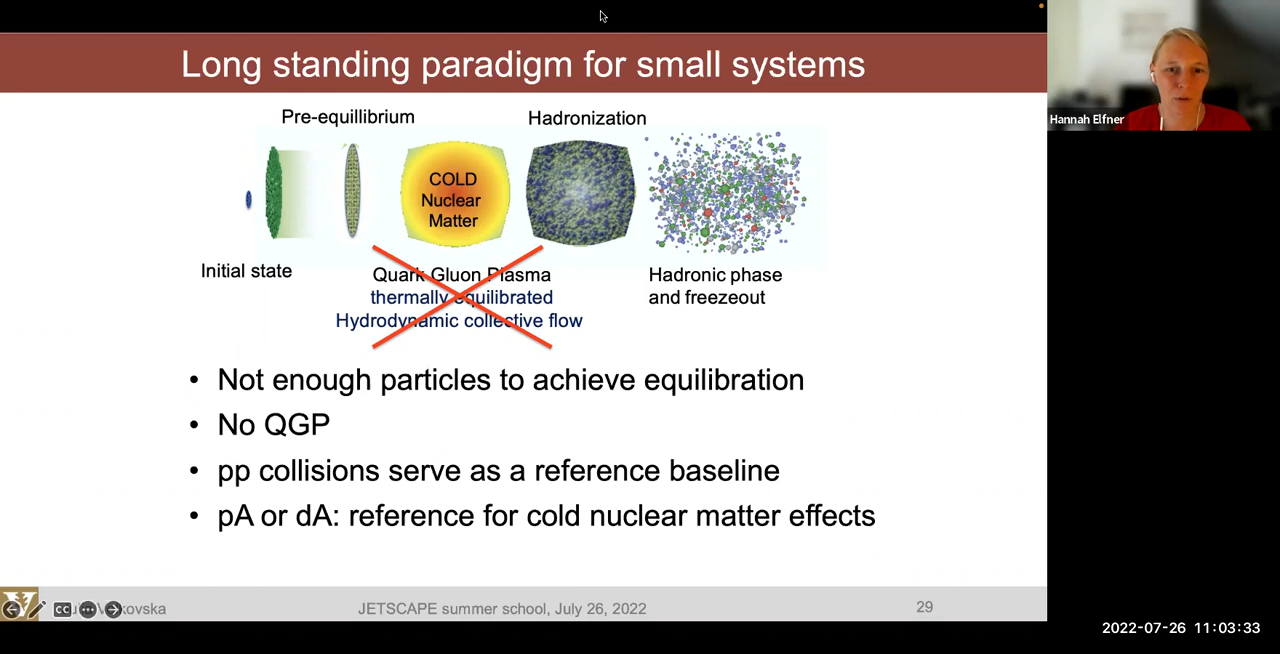 Long standing paradigm for small systems
Pre-equillibrium
Hadronization
COLD
Nuclear
Matter
Initial state
Quark Gluon Plasma
thermally equilibrated
Hydrodynamic collective flow
Hadronic phase
and freezeout
• Not enough particles to achieve equilibration
• No QGP
• pp collisions serve as a reference baseline
• pA or dA: reference for cold nuclear matter effects
JETSCAPE summer school, July 26, 2022
29
CC
Hannah Elfner
2022-07-26 11:03:33